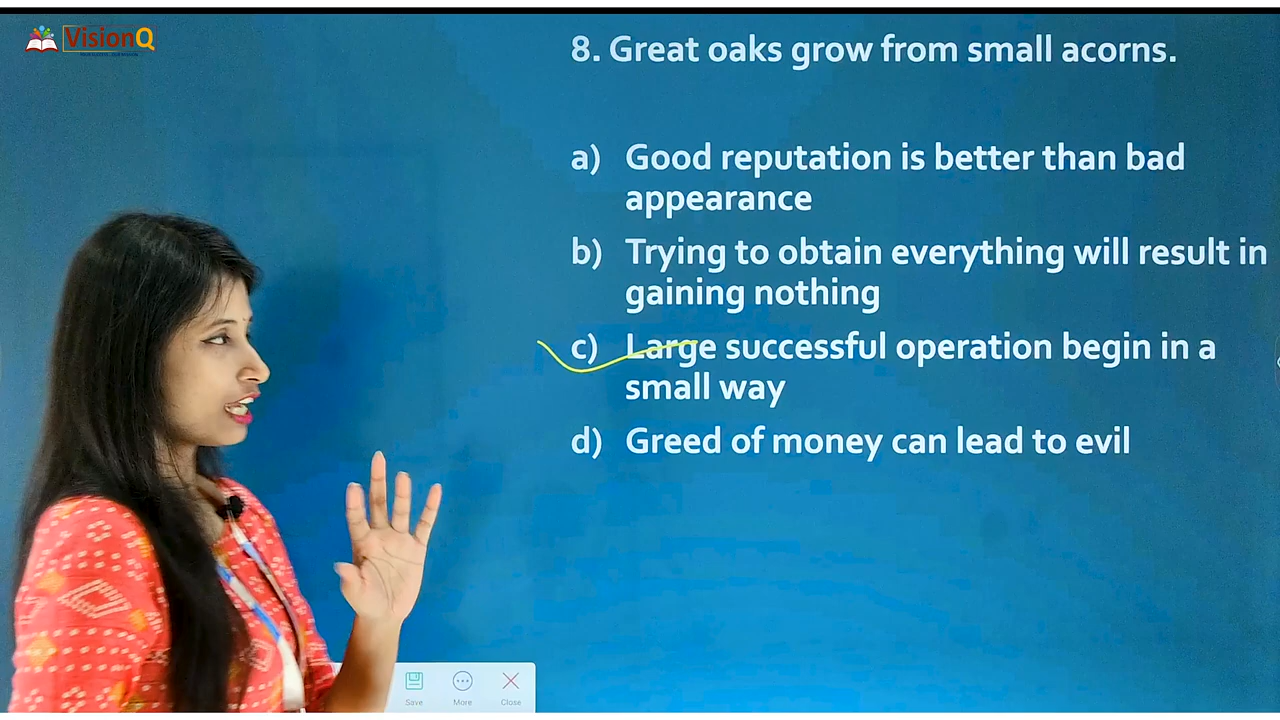 VisionQ
8. Great oaks grow from small acorns.
a) Good reputation is better than bad
appearance
b) Trying to obtain everything will result in
gaining nothing
c) Large successful operation begin in a
small way
d) Greed of money can lead to evil
Save More Close